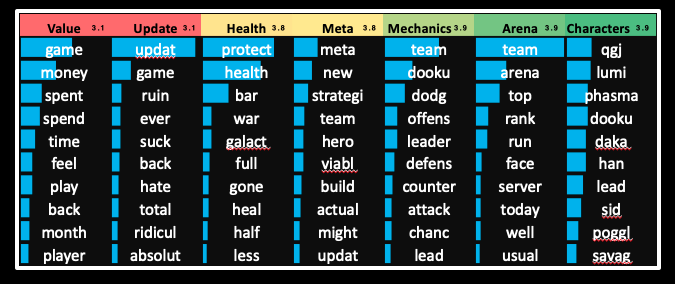 Value 3.1 Update 3.1 Health 3.8 Meta 3.8 Mechanics 3.9 Arena 3.9 Characters 3.9
game updat protect meta team team qgj
money game health new dooku arena lumi
spent ruin bar strategi dodg top phasma
spend ever war team offens rank dooku
time suck galact hero leader run daka
feel back full viabl defens face han
play hate gone build counter server lead
back total heal actual attack today sid
month ridicul half might chanc well poggl
player absolut less updat lead usual savag